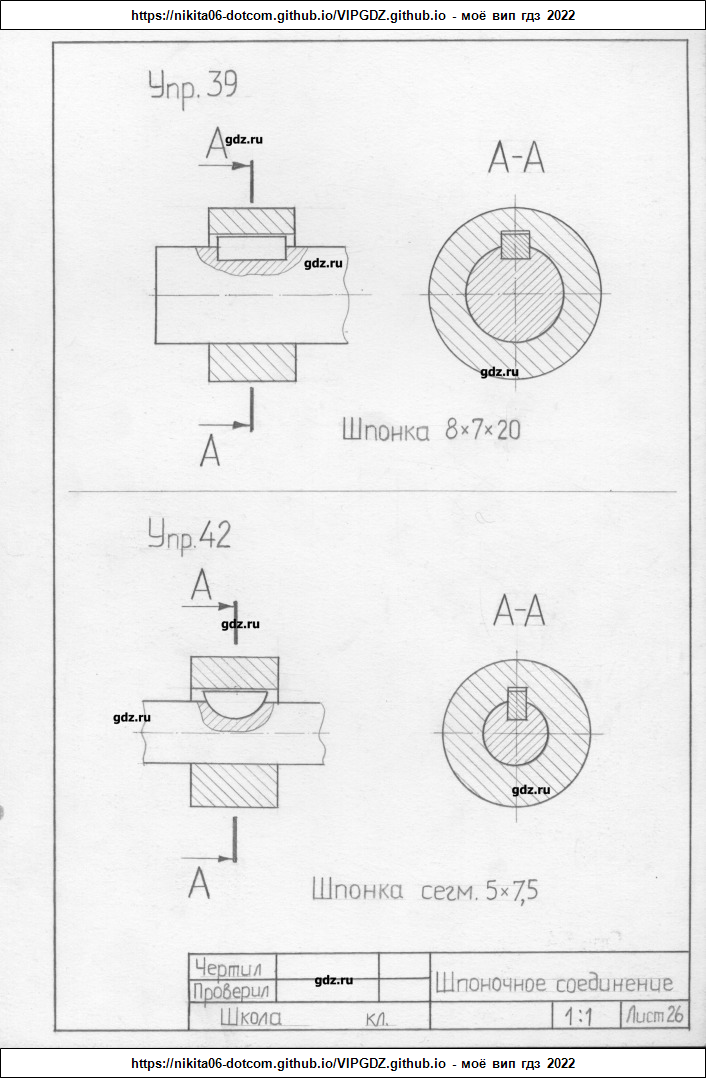 https://nikita06-dotcom.github.io/VIPGDZ.github.io - моё вип гдз 2022
Упр. 39
А
gdz.ru
А-А
gdz.ru
gdz.ru
А
Шпонка 8×7×20
Упр. 42
А
А-А
gdz.ru
gdz.ru
gdz.ru
А
Шпонка сегм. 5×7,5
Чертил
Проверил
gdz.ru
Шпоночное соединение
Школа кл.
1:1
Лист 26
https://nikita06-dotcom.github.io/VIPGDZ.github.io - моё вип гдз 2022